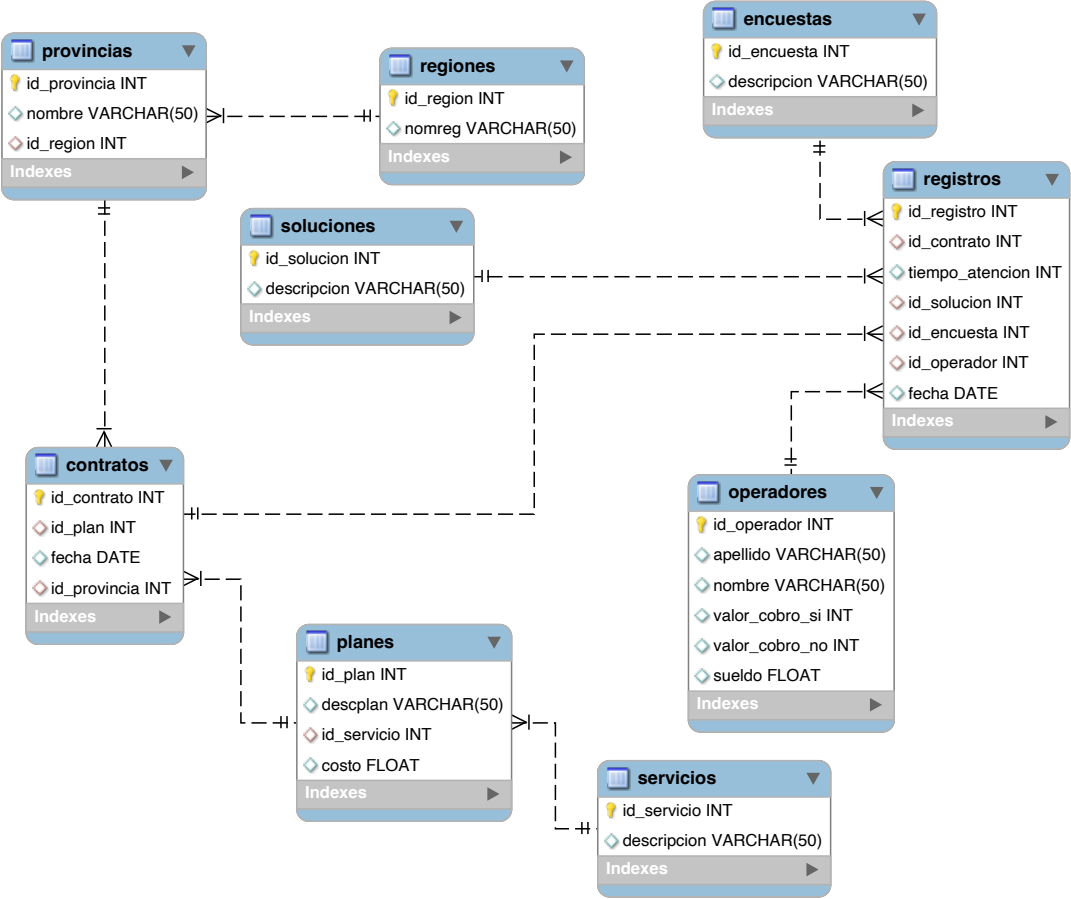 provincias
id_provincia INT
nombre VARCHAR(50)
id_region INT
Indexes
regiones
id_region INT
nomreg VARCHAR(50)
Indexes
encuestas
id_encuesta INT
descripcion VARCHAR(50)
Indexes
soluciones
id_solucion INT
descripcion VARCHAR(50)
Indexes
registros
id_registro INT
id_contrato INT
tiempo_atencion INT
id_solucion INT
id_encuesta INT
id_operador INT
fecha DATE
Indexes
contratos
id_contrato INT
id_plan INT
fecha DATE
id_provincia INT
Indexes
operadores
id_operador INT
apellido VARCHAR(50)
nombre VARCHAR(50)
valor_cobro_si INT
valor_cobro_no INT
sueldo FLOAT
Indexes
planes
id_plan INT
descplan VARCHAR(50)
id_servicio INT
costo FLOAT
Indexes
servicios
id_servicio INT
descripcion VARCHAR(50)
Indexes